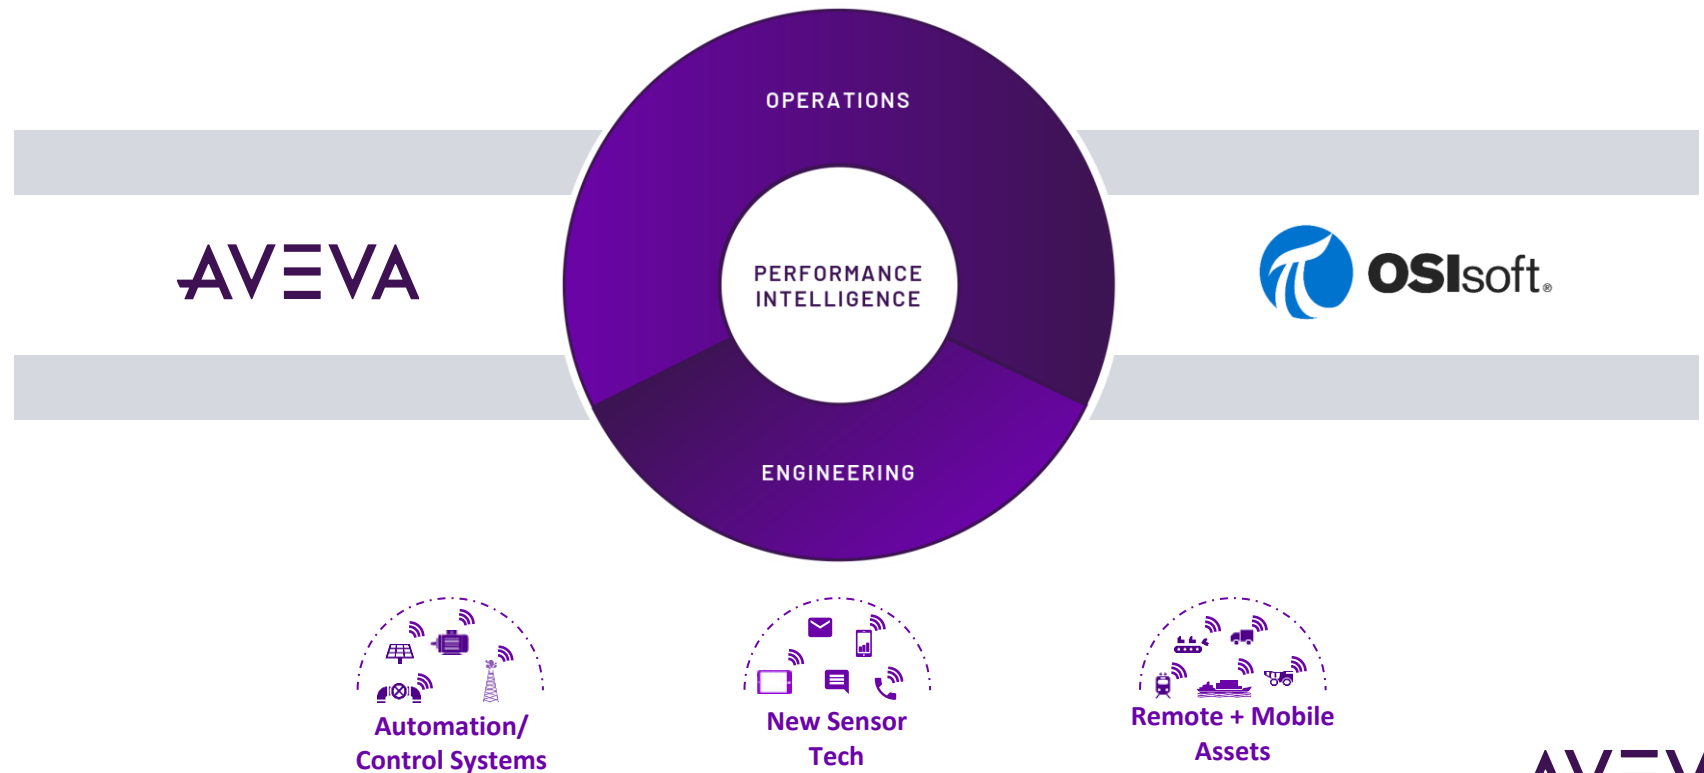 OPERATIONS
AVEVA
PERFORMANCE
INTELLIGENCE
OSIsoft®
ENGINEERING
Automation/
Control Systems
New Sensor
Tech
Remote + Mobile
Assets